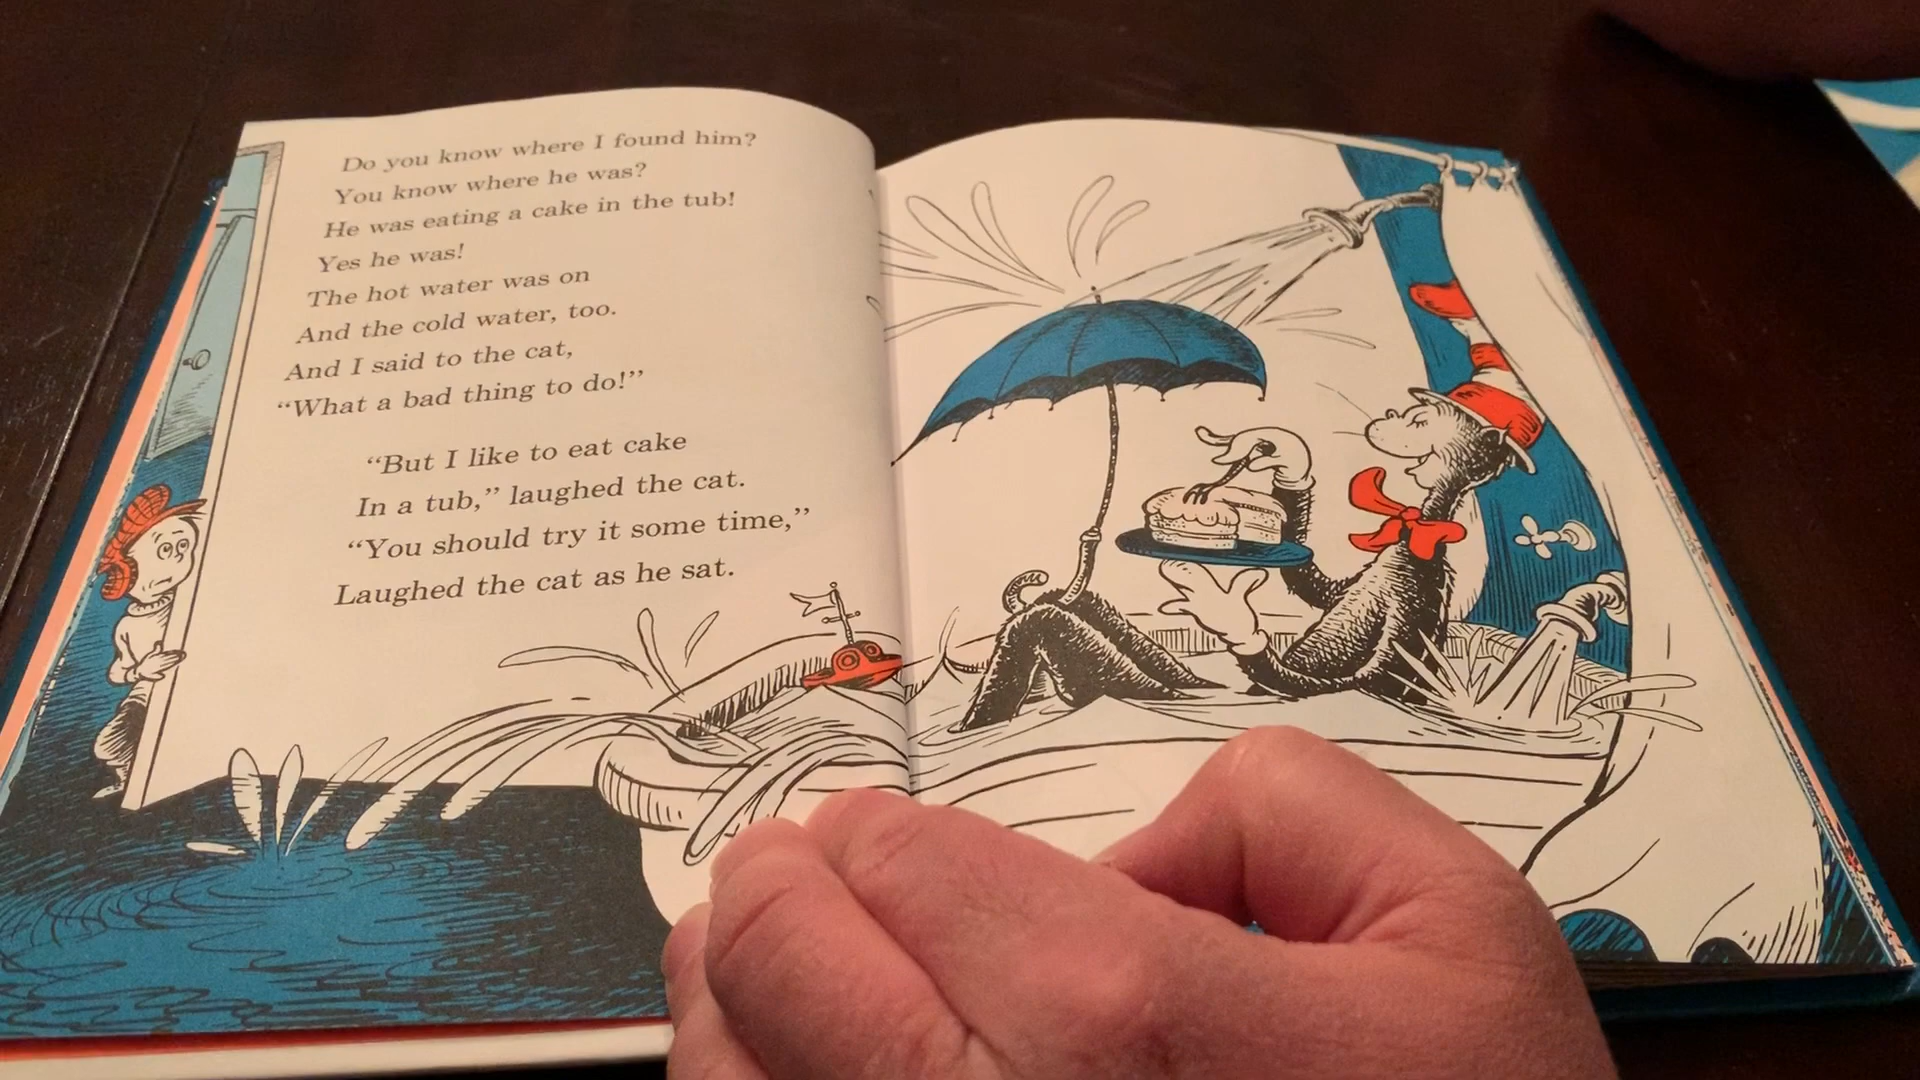 Do you know where I found him?
You know where he was?
He was eating a cake in the tub!
Yes he was!
The hot water was on
And the cold water, too.
And I said to the cat,
“What a bad thing to do!”
“But I like to eat cake
In a tub,” laughed the cat.
“You should try it some time,”
Laughed the cat as he sat.